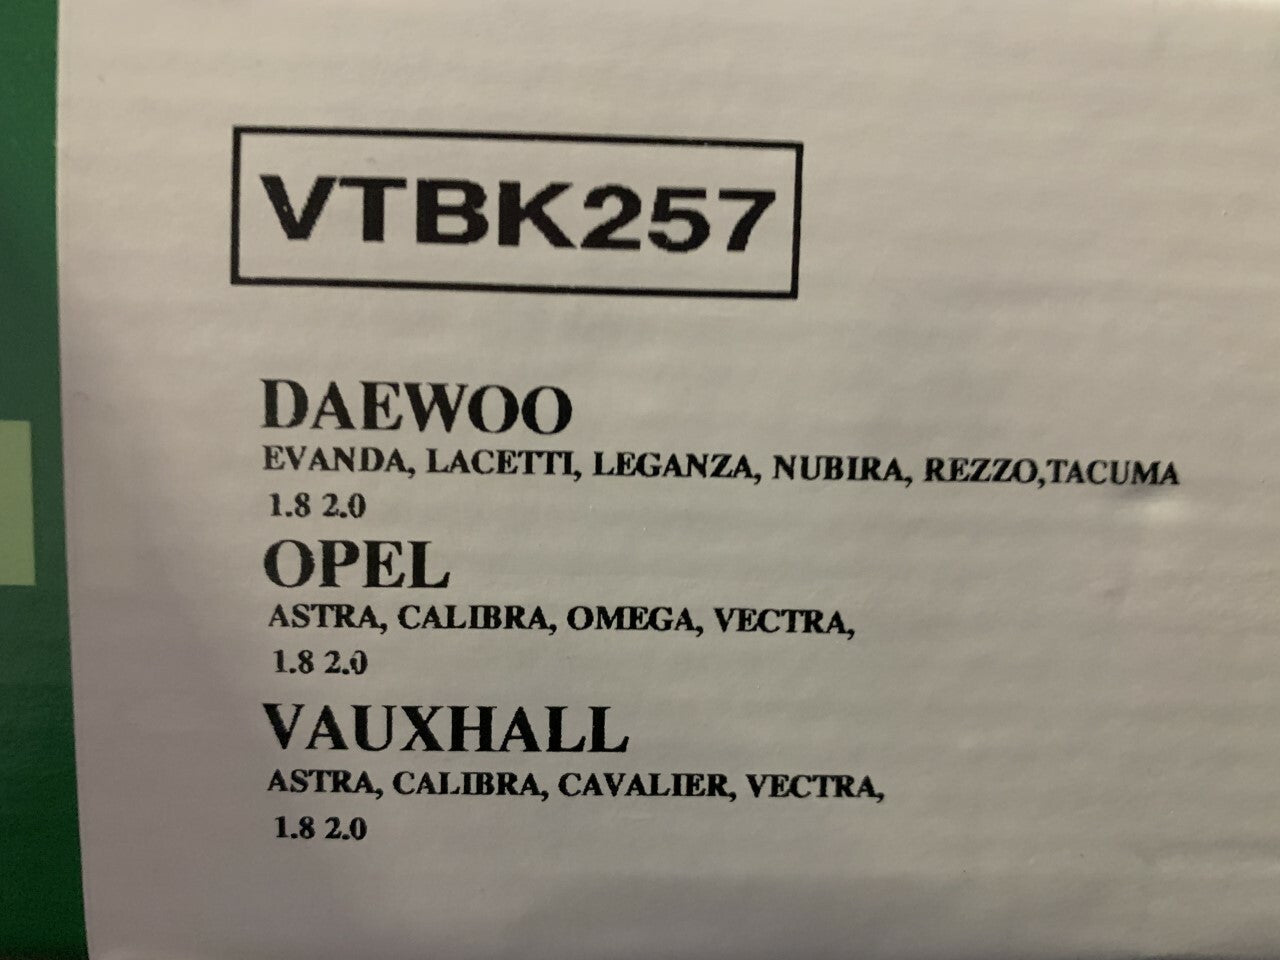 VTBK257
DAEWOO
EVANDA, LACETTI, LEGANZA, NUBIRA, REZZO,TACUMA
1.8 2.0
OPEL
ASTRA, CALIBRA, OMEGA, VECTRA,
1.8 2.0
VAUXHALL
ASTRA, CALIBRA, CAVALIER, VECTRA,
1.8 2.0